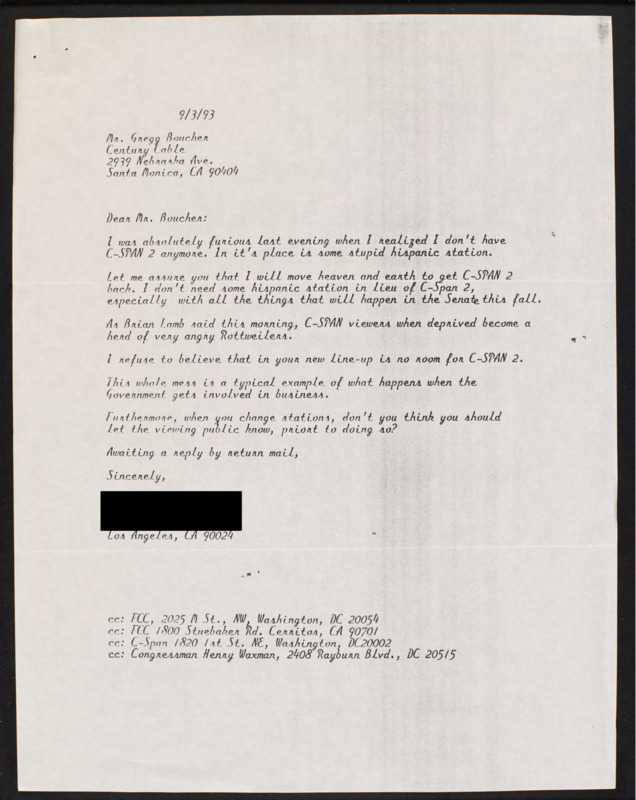 9/3/93
Mr. Gregg Boucher
Century Cable
2939 Nebraska Ave.
Santa Monica, CA 90404
Dear Mr. Boucher:
I was absolutely furious last evening when I realized I don't have
C-SPAN 2 anymore. In it's place is some stupid hispanic station.
Let me assure you that I will move heaven and earth to get C-SPAN 2
back. I don't need some hispanic station in lieu of C-Span 2,
especially with all the things that will happen in the Senate this fall.
As Brian Lamb said this morning, C-SPAN viewers when deprived become a
herd of very angry Rottweilers.
I refuse to believe that in your new line-up is no room for C-SPAN 2.
This whole mess is a typical example of what happens when the
Government gets involved in business.
Furthermore, when you change stations, don't you think you should
let the viewing public know, priort to doing so?
Awaiting a reply by return mail,
Sincerely,
Los Angeles, CA 90024
cc: FCC, 2025 M St., NW, Washington, DC 20054
cc: FCC 1800 Stuebaker Rd. Cerritos, CA 90701
cc: C-Span 1820 1st St. NE, Washington, DC20002
cc: Congressman Henry Waxman, 2408 Rayburn Blvd., DC 20515